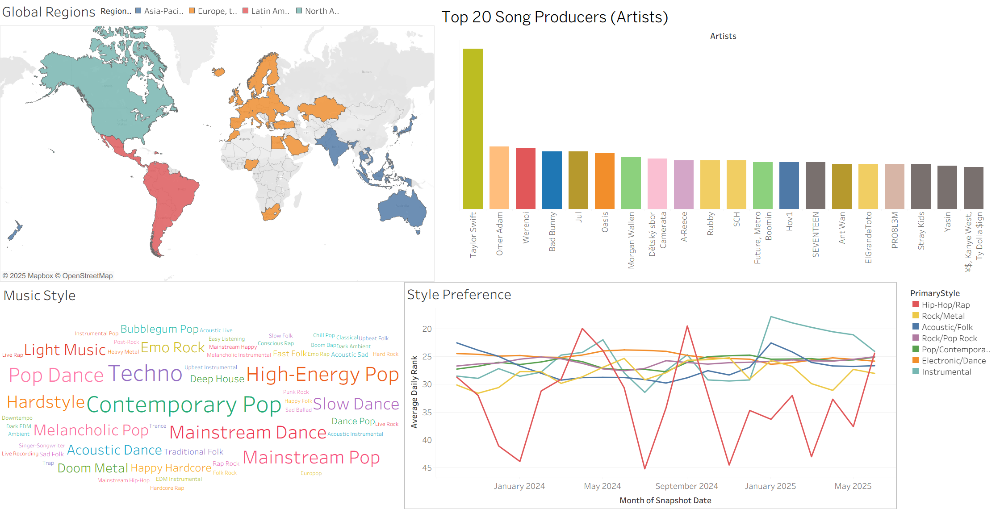 Global Regions
Region..
Asia-Paci..
Europe, t..
Latin Am..
North A..
Russia
China
Iran
Algeria
India
© 2025 Mapbox © OpenStreetMap
Top 20 Song Producers (Artists)
Artists
Taylor Swift
Omer Adam
Werenoi
Bad Bunny
Jul
Oasis
Morgan Wallen
Dětský sbor
Camerata
A-Reece
Rubby
SCH
Future, Metro
Boomin
Hov1
SEVENTEEN
Ant Wan
ElGrandeToto
PRO8L3M
Stray Kids
Yasin
¥$, Kanye West,
Ty Dolla $ign
Music Style
Bubblegum Pop
Acoustic Live
Instrumental Pop
Slow Folk
Chill Pop
Classical
Upbeat Folk
Easy Listening
Post-Rock
Conscious Rap
Light Music
Emo Rock
Mainstream Happy
Boom Bap
Dark Ambient
Heavy Metal
Live Rap
Melancholic Instrumental
Fast Folk
Emo Rap
Acoustic Sad
Hard Rock
Pop Dance
Techno
Upbeat Instrumental
Deep House
High-Energy Pop
Punk Rock
Hardstyle
Contemporary Pop
Happy Folk
Sad Ballad
Slow Dance
Downtempo
Dark EDM
Ambient
Melancholic Pop
Trance
Mainstream Dance
Dance Pop
Live Rock
Acoustic Instrumental
Singer-Songwriter
Live Recording
Sad Folk
Acoustic Dance
Traditional Folk
Mainstream Pop
Trap
Doom Metal
Happy Hardcore
Rap Rock
Folk Rock
Europop
Mainstream Hip-Hop
EDM Instrumental
Hardcore Rap
Style Preference
Average Daily Rank
20
25
30
35
40
45
January 2024
May 2024
September 2024
January 2025
May 2025
Month of Snapshot Date
PrimaryStyle
Hip-Hop/Rap
Rock/Metal
Acoustic/Folk
Rock/Pop Rock
Pop/Contempora..
Electronic/Dance
Instrumental